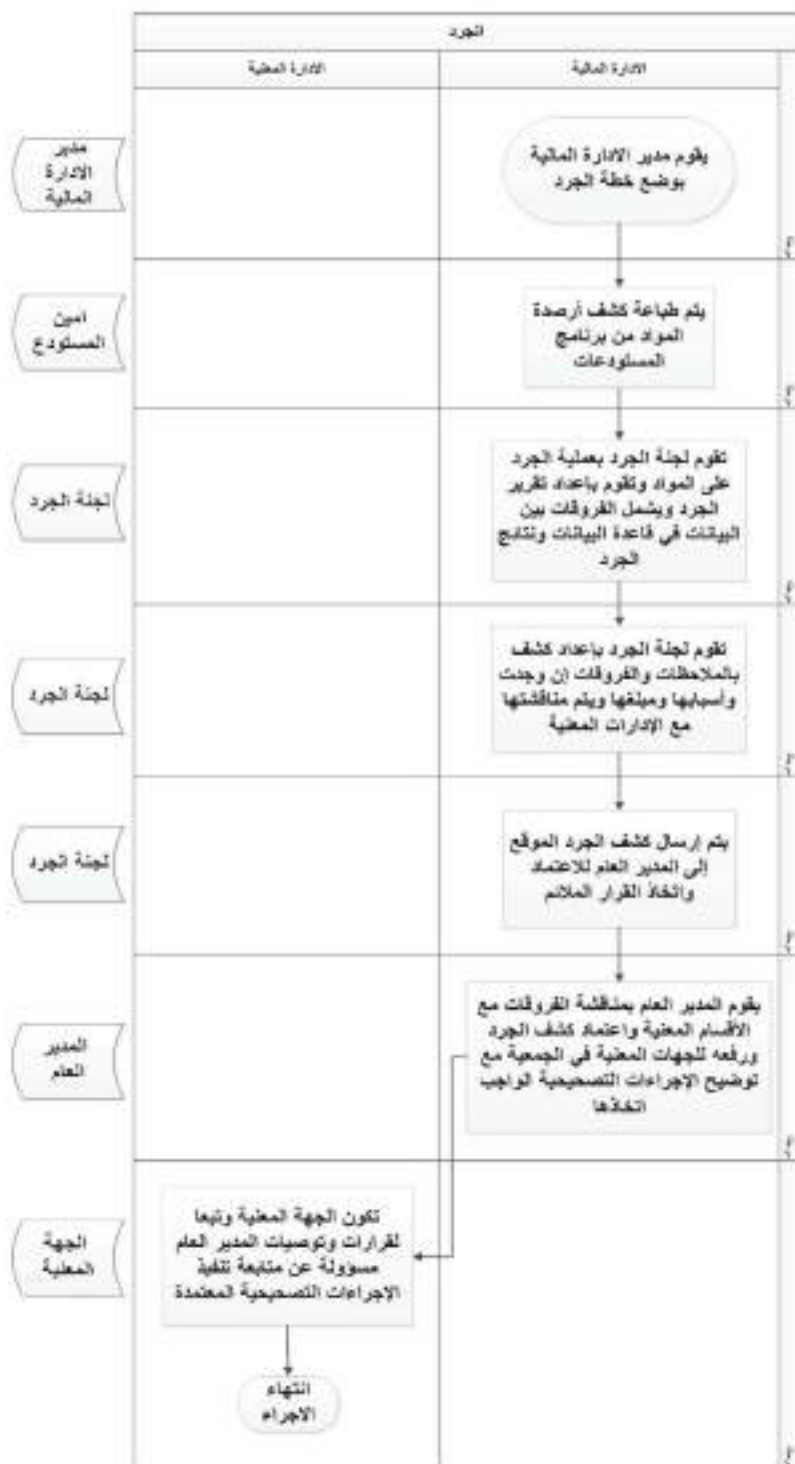 الجرد
الادارة المالية
الادارة المعنية
يقوم مدير الادارة المالية
بوضع خطة الجرد
مدير
الادارة
المالية
يتم طباعة كشف أرصدة
المواد من برنامج
المستودعات
امين
المستودع
تقوم لجنة الجرد بعملية الجرد
على المواد وتقوم بإعداد تقرير
الجرد ويشمل الفروقات بين
البيانات في قاعدة البيانات ونتائج
الجرد
لجنة الجرد
تقوم لجنة الجرد بإعداد كشف
بالملاحظات والفروقات إن وجدت
وأسبابها ومبلغها ويتم مناقشتها
مع الإدارات المعنية
لجنة الجرد
يتم إرسال كشف الجرد الموقع
إلى المدير العام للاعتماد
واتخاذ القرار الملائم
لجنة الجرد
يقوم المدير العام بمناقشة الفروقات مع
الأقسام المعنية واعتماد كشف الجرد
ورفعه للجهات المعنية في الجمعية مع
توضيح الإجراءات التصحيحية الواجب
اتخاذها
المدير
العام
تكون الجهة المعنية وتبعا
لقرارات وتوصيات المدير العام
مسؤولة عن متابعة تنفيذ
الإجراءات التصحيحية المعتمدة
الجهة
المعنية
انتهاء
الاجراء